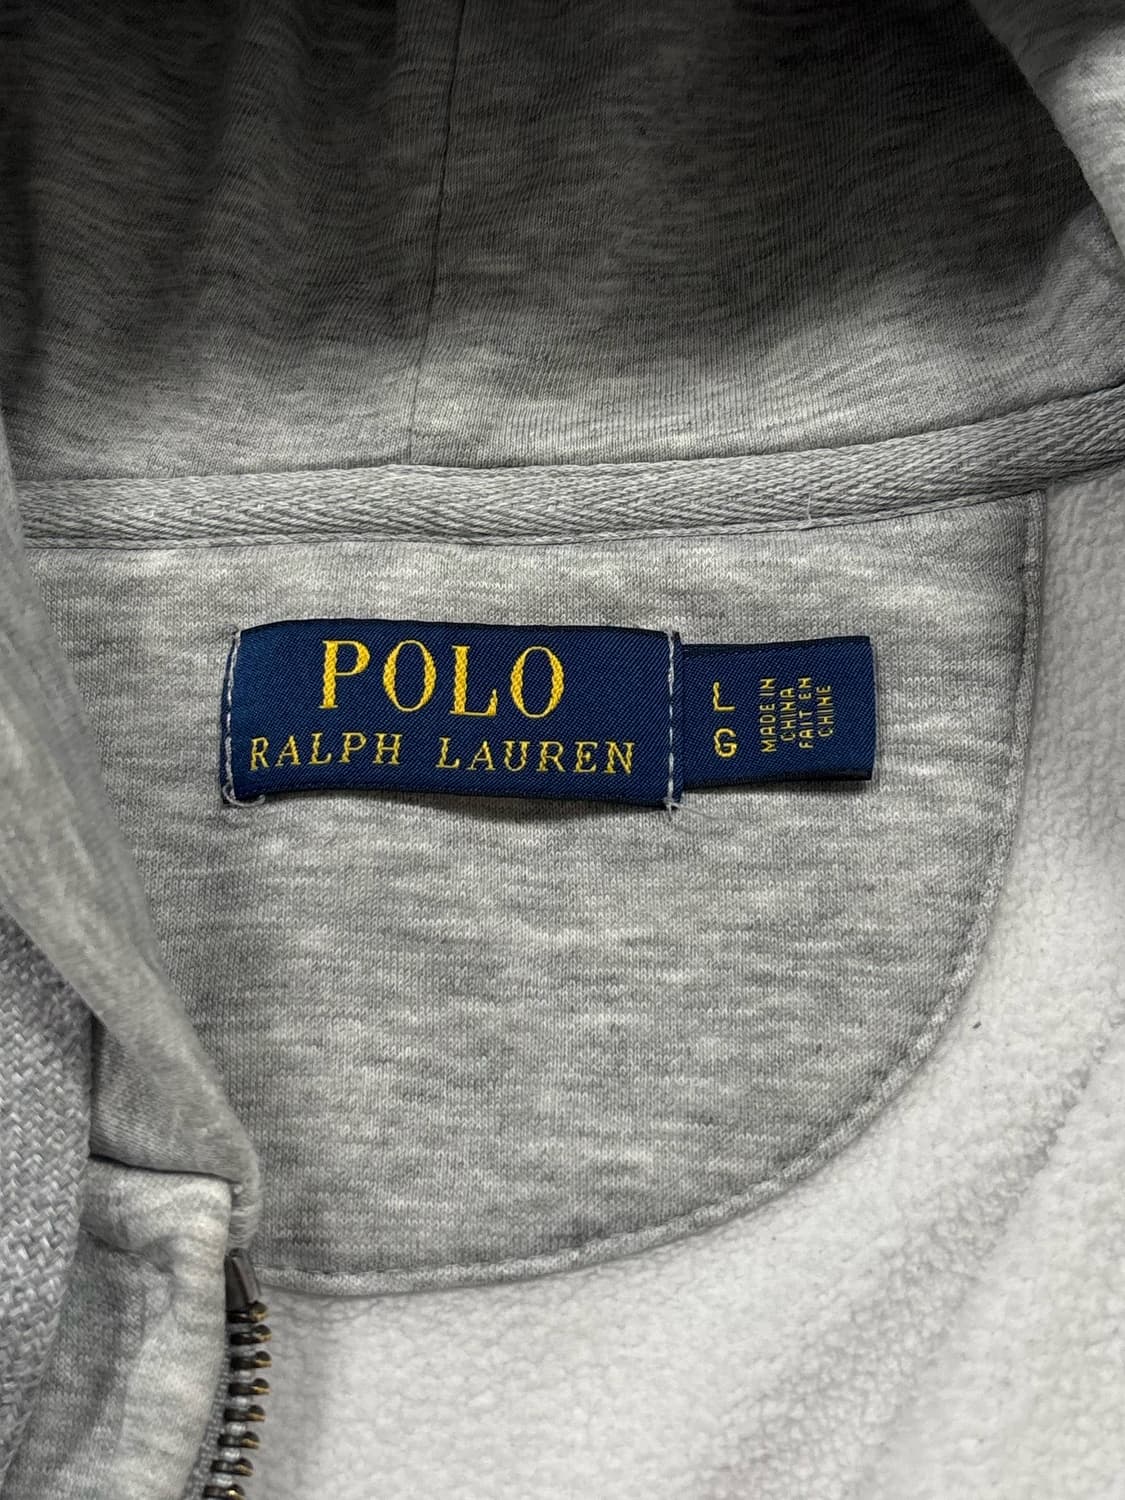 POLO
RALPH LAUREN
L
G
MADE IN
CHINA
FAIT EN
CHINE